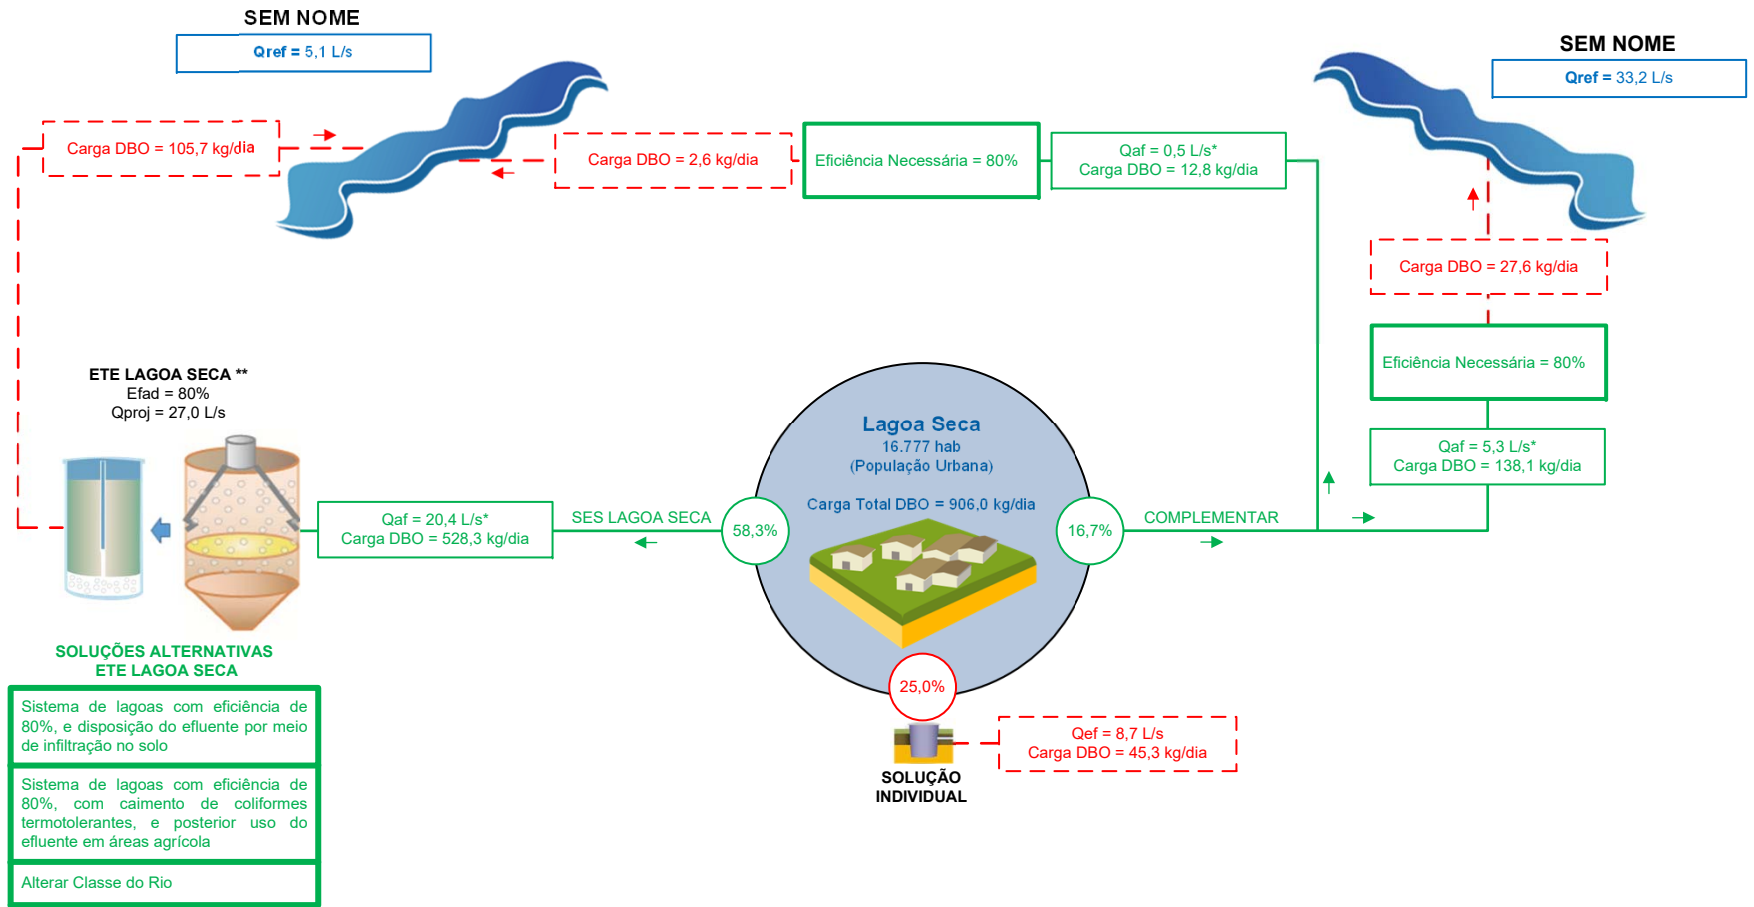 SEM NOME
Qref = 5,1 L/s
SEM NOME
Qref = 33,2 L/s
Carga DBO = 105,7 kg/dia
Carga DBO = 2,6 kg/dia
Eficiência Necessária = 80%
Qaf = 0,5 L/s*
Carga DBO = 12,8 kg/dia
Carga DBO = 27,6 kg/dia
Eficiência Necessária = 80%
Qaf = 5,3 L/s*
Carga DBO = 138,1 kg/dia
ETE LAGOA SECA **
Efad = 80%
Qproj = 27,0 L/s
Lagoa Seca
16.777 hab
(População Urbana)
Carga Total DBO = 906,0 kg/dia
Qaf = 20,4 L/s*
Carga DBO = 528,3 kg/dia
SES LAGOA SECA
58,3%
16,7%
COMPLEMENTAR
25,0%
Qef = 8,7 L/s
Carga DBO = 45,3 kg/dia
SOLUÇÃO
INDIVIDUAL
SOLUÇÕES ALTERNATIVAS
ETE LAGOA SECA
Sistema de lagoas com eficiência de
80%, e disposição do efluente por meio
de infiltração no solo
Sistema de lagoas com eficiência de
80%, com caimento de coliformes
termotolerantes, e posterior uso do
efluente em áreas agrícola
Alterar Classe do Rio